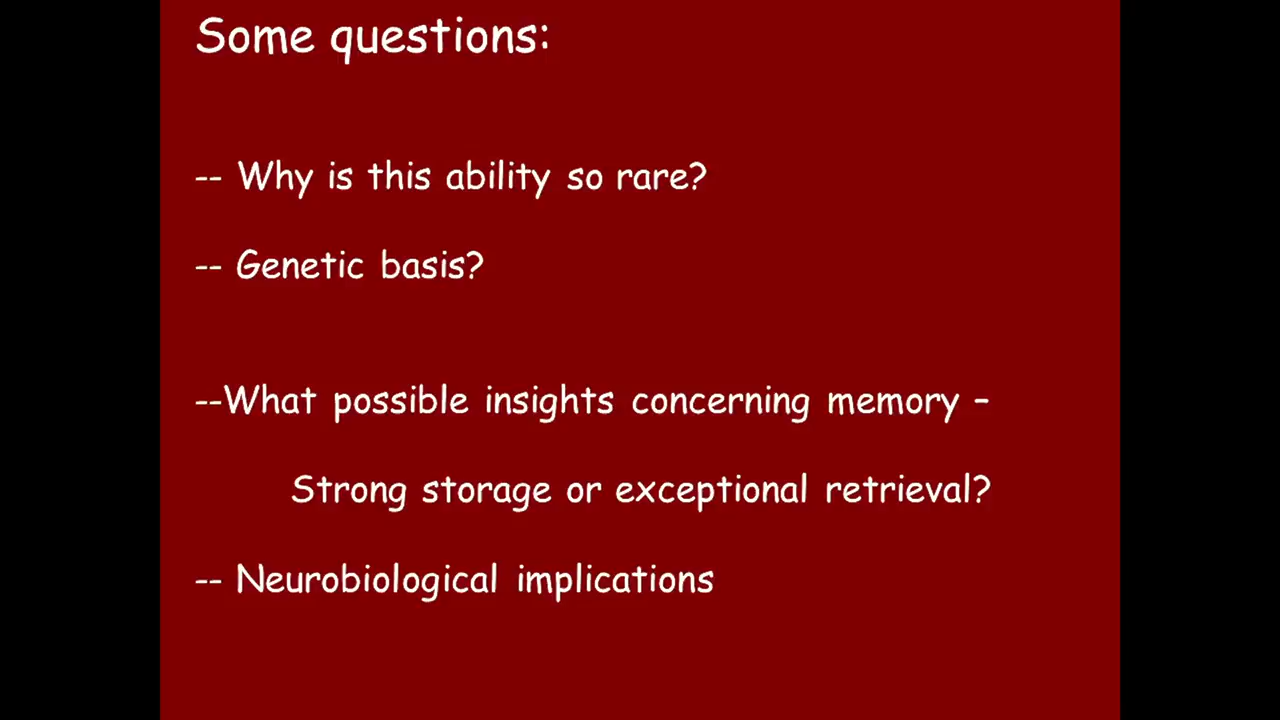 Some questions:
-- Why is this ability so rare?
-- Genetic basis?
--What possible insights concerning memory –
Strong storage or exceptional retrieval?
-- Neurobiological implications